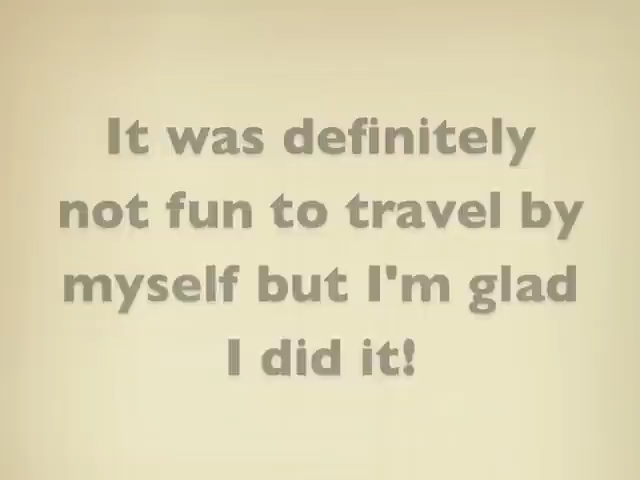 It was definitely
not fun to travel by
myself but I'm glad
I did it!